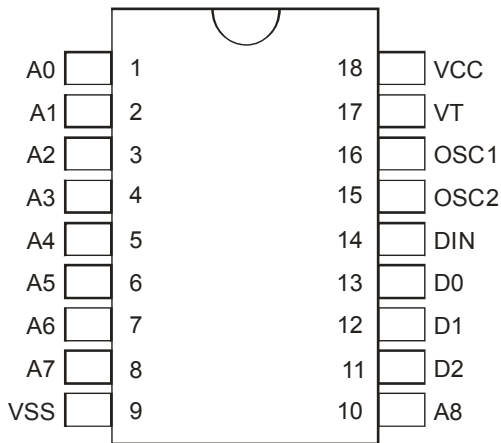 A0 1 18 VCC
A1 2 17 VT
A2 3 16 OSC1
A3 4 15 OSC2
A4 5 14 DIN
A5 6 13 D0
A6 7 12 D1
A7 8 11 D2
VSS 9 10 A8